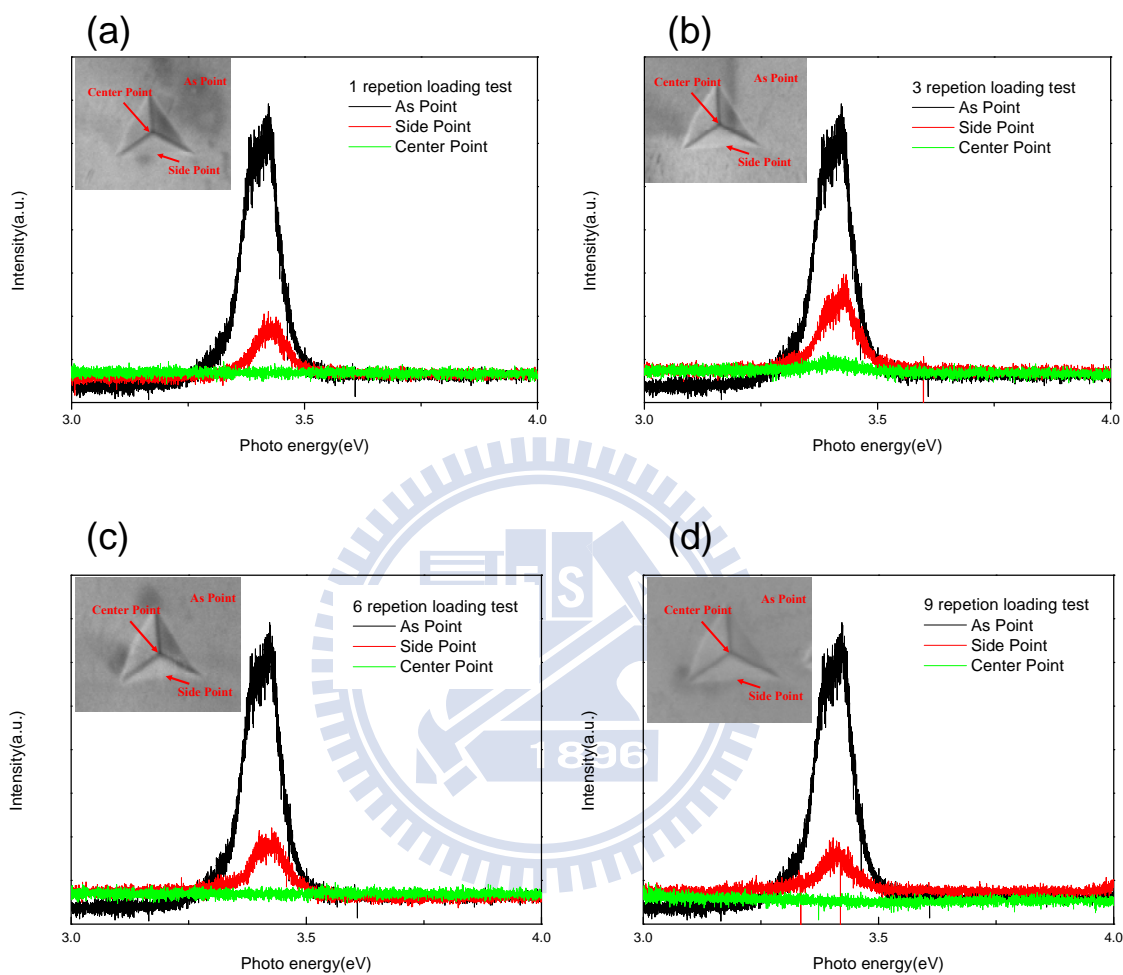 (a)
As Point
Center Point
Side Point
1 repetion loading test
As Point
Side Point
Center Point
Intensity(a.u.)
3.0
3.5
4.0
Photo energy(eV)
(b)
As Point
Center Point
Side Point
3 repetion loading test
As Point
Side Point
Center Point
Intensity(a.u.)
3.0
3.5
4.0
Photo energy(eV)
(c)
As Point
Center Point
Side Point
6 repetion loading test
As Point
Side Point
Center Point
Intensity(a.u.)
3.0
3.5
4.0
Photo energy(eV)
(d)
As Point
Center Point
Side Point
9 repetion loading test
As Point
Side Point
Center Point
Intensity(a.u.)
3.0
3.5
4.0
Photo energy(eV)
1896